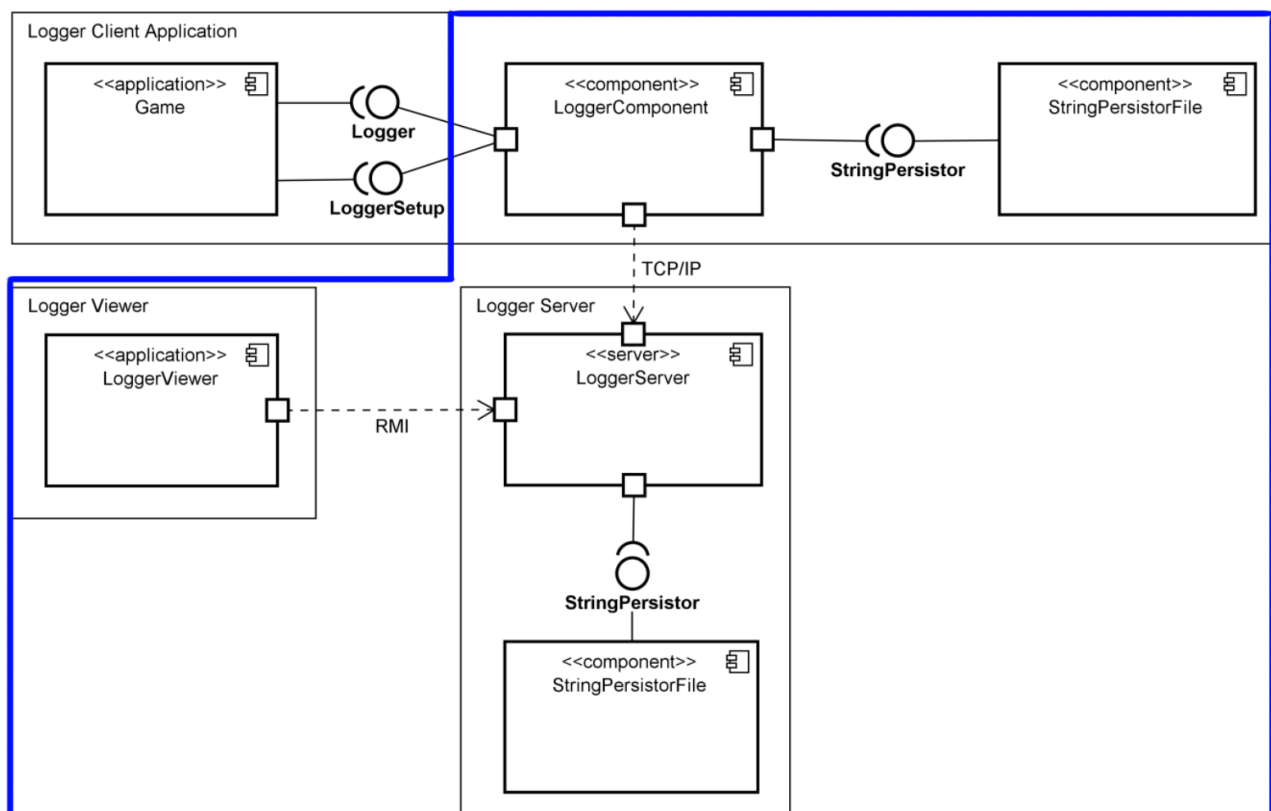 Logger Client Application
<<application>>
Game
Logger
LoggerSetup
<<component>>
LoggerComponent
StringPersistor
<<component>>
StringPersistorFile
TCP/IP
Logger Viewer
<<application>>
LoggerViewer
RMI
Logger Server
<<server>>
LoggerServer
StringPersistor
<<component>>
StringPersistorFile